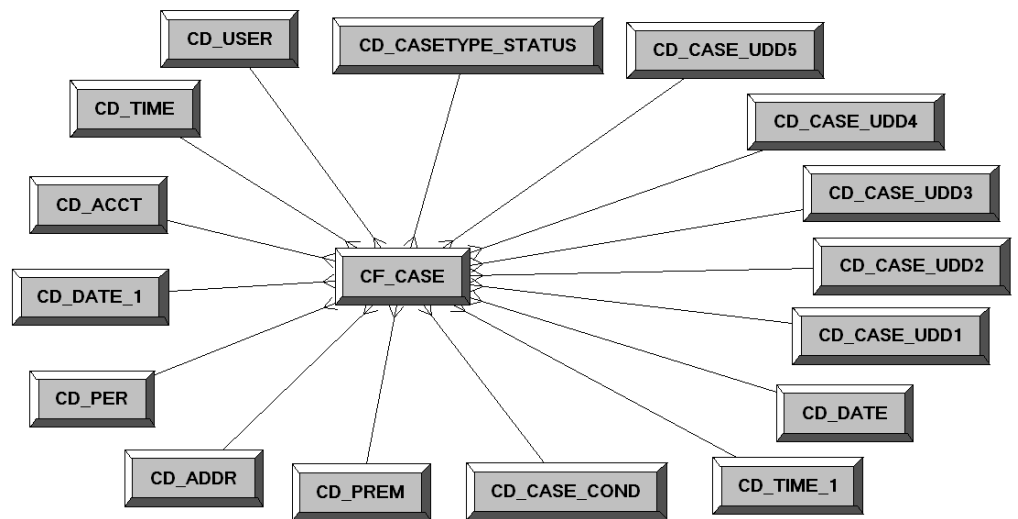 CD_USER
CD_CASETYPE_STATUS
CD_CASE_UDD5
CD_TIME
CD_CASE_UDD4
CD_ACCT
CD_CASE_UDD3
CF_CASE
CD_CASE_UDD2
CD_DATE_1
CD_CASE_UDD1
CD_PER
CD_DATE
CD_ADDR
CD_PREM
CD_CASE_COND
CD_TIME_1